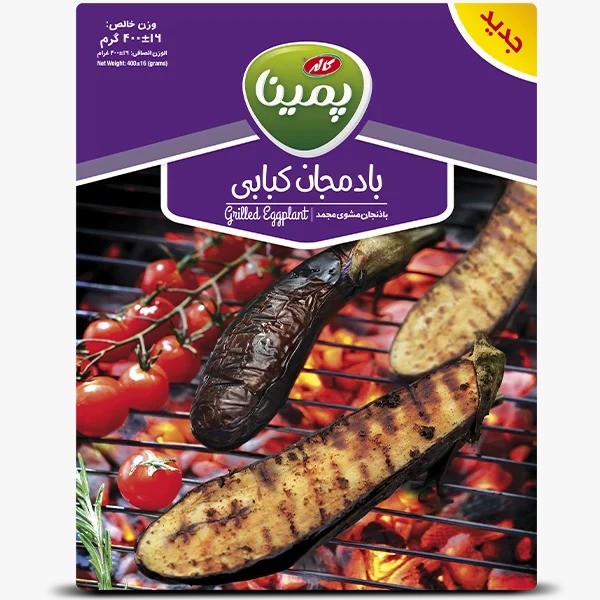 وزن خالص:
۴۰۰±۱۶ گرم
الوزن الصافی: ۱۶±۴۰۰ غرام
Net Weight: 400±16 (grams)
جدید
کاله
پمینا
بادمجان کبابی
Grilled Eggplant | باذنجان مشوی مجمد